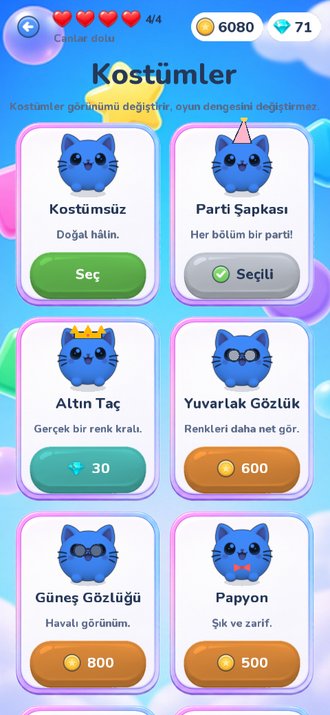 4/4
6080
71
Canlar dolu
Kostümler
Kostümler görünümü değiştirir, oyun dengesini değiştirmez.
Kostümsüz
Doğal hâlin.
Seç
Parti Şapkası
Her bölüm bir parti!
Seçili
Altın Taç
Gerçek bir renk kralı.
30
Yuvarlak Gözlük
Renkleri daha net gör.
600
Güneş Gözlüğü
Havalı görünüm.
800
Papyon
Şık ve zarif.
500